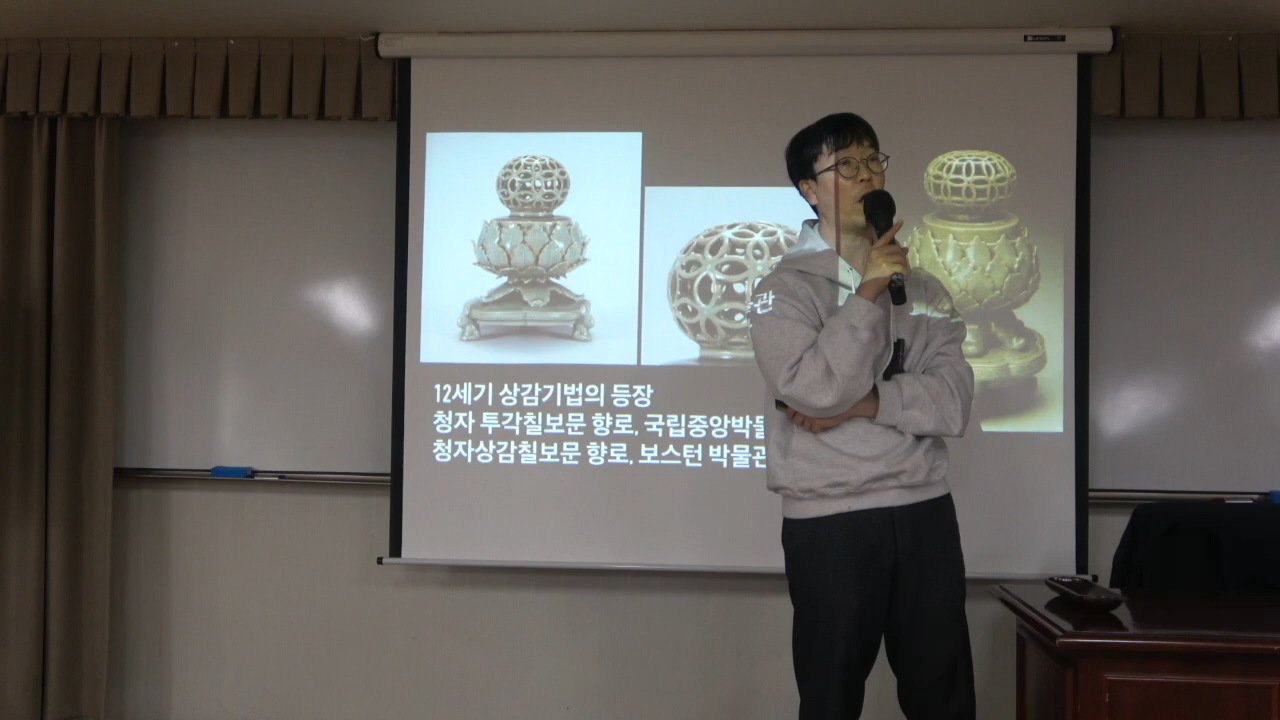 12세기 상감기법의 등장
청자 투각칠보문 향로, 국립중앙박물
청자상감칠보문 향로, 보스턴 박물관